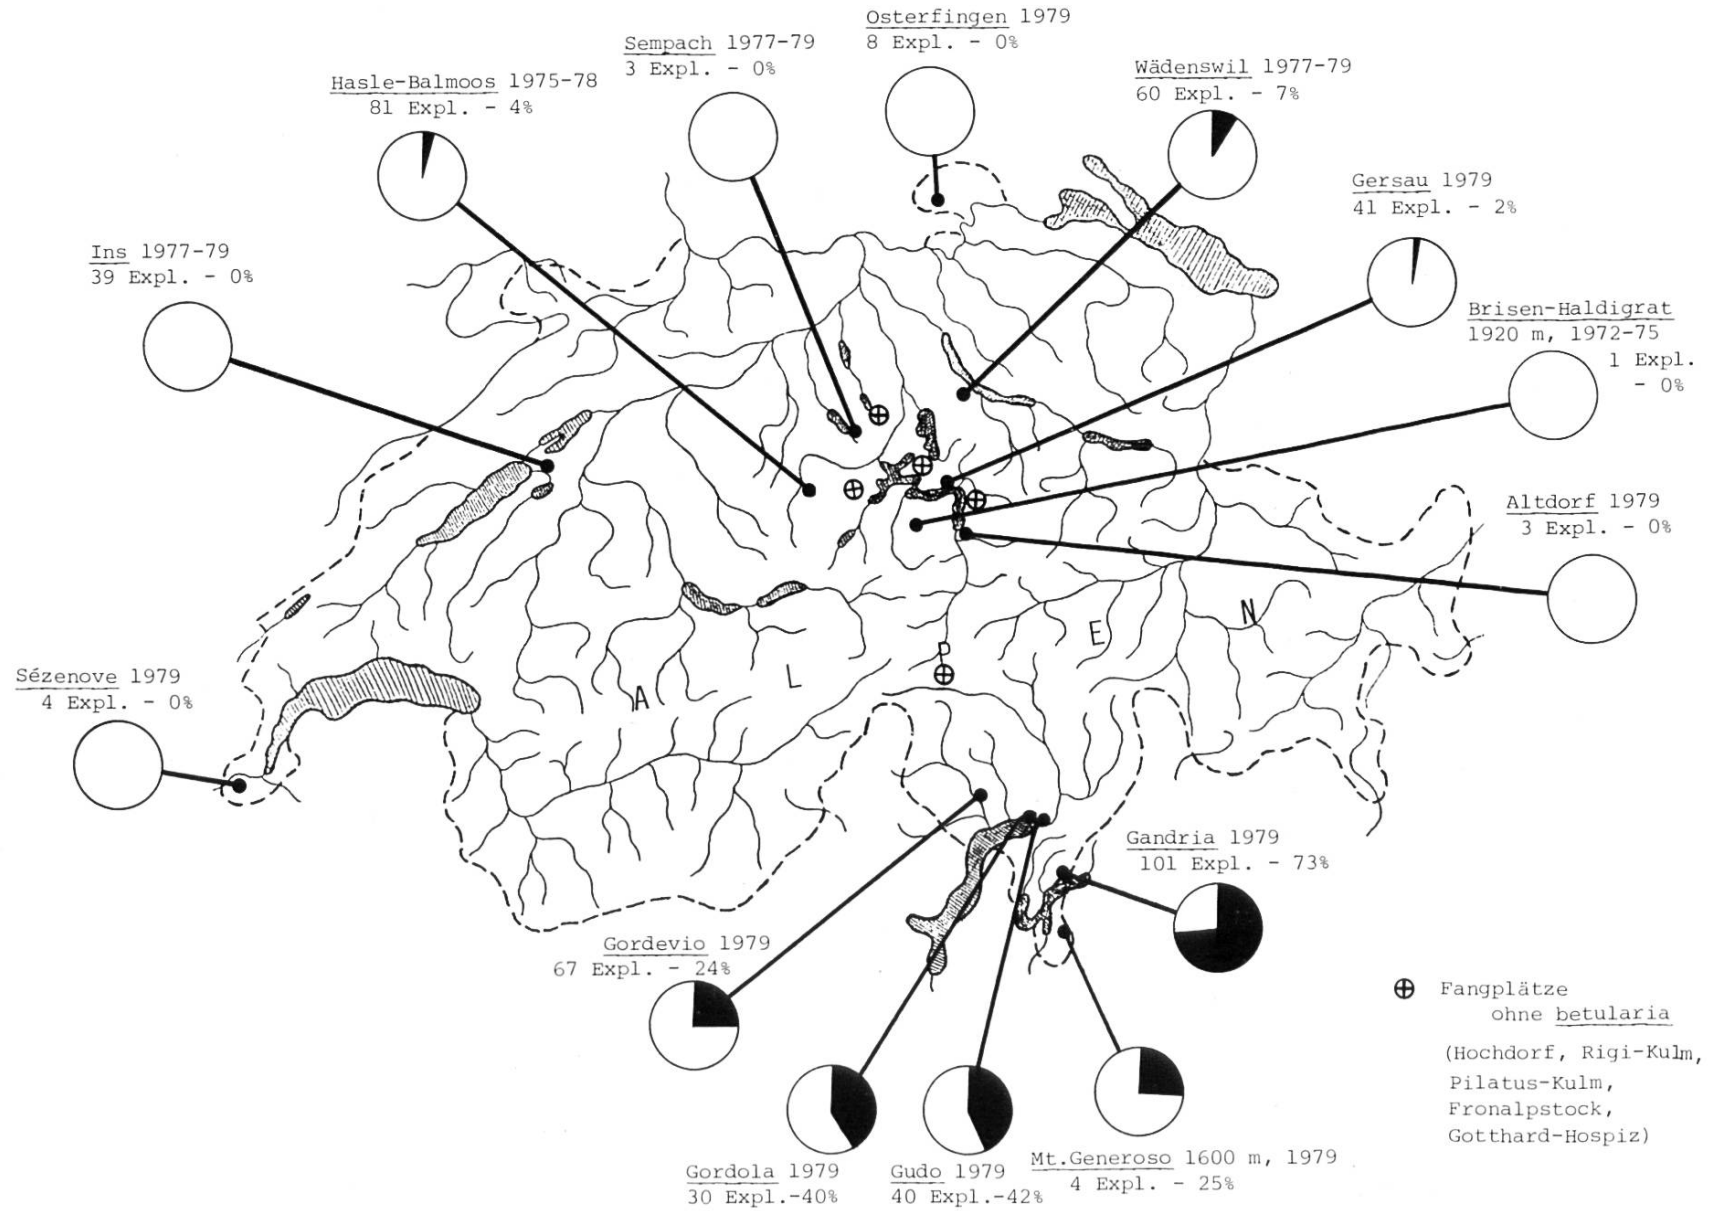 Osterfingen 1979
8 Expl. - 0%
Sempach 1977-79
3 Expl. - 0%
Wädenswil 1977-79
60 Expl. - 7%
Hasle-Balmoos 1975-78
81 Expl. - 4%
Gersau 1979
41 Expl. - 2%
Ins 1977-79
39 Expl. - 0%
Brisen-Haldigrat
1920 m, 1972-75
1 Expl.
- 0%
Altdorf 1979
3 Expl. - 0%
A L P E N
Sézenove 1979
4 Expl. - 0%
Gandria 1979
101 Expl. - 73%
Gordevio 1979
67 Expl. - 24%
Gordola 1979
30 Expl.-40%
Gudo 1979
40 Expl.-42%
Mt.Generoso 1600 m, 1979
4 Expl. - 25%
Fangplätze
ohne betularia
(Hochdorf, Rigi-Kulm,
Pilatus-Kulm,
Fronalpstock,
Gotthard-Hospiz)